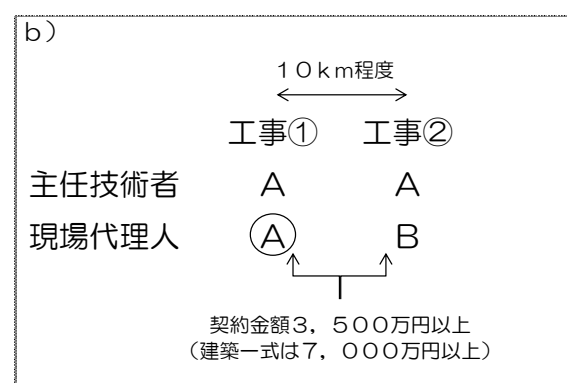 b)
10km程度
工事① 工事②
主任技術者 A A
現場代理人 A B
契約金額3,500万円以上
(建築一式は7,000万円以上)